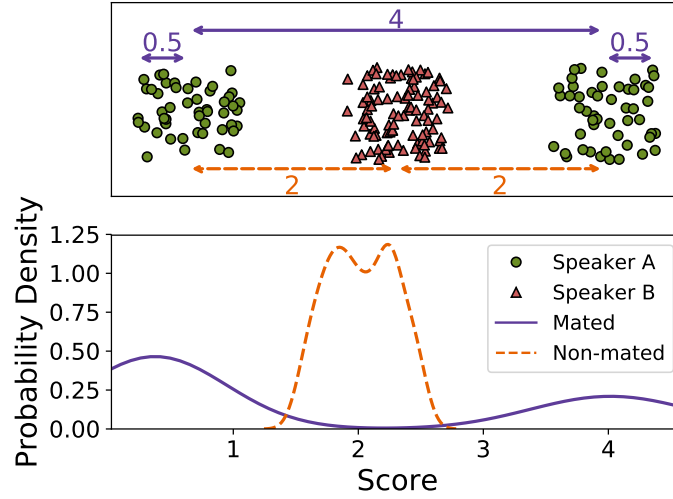 4
0.5
0.5
2
2
1.25
1.00
0.75
0.50
0.25
0.00
Probability Density
Speaker A
Speaker B
Mated
Non-mated
1
2
3
4
Score